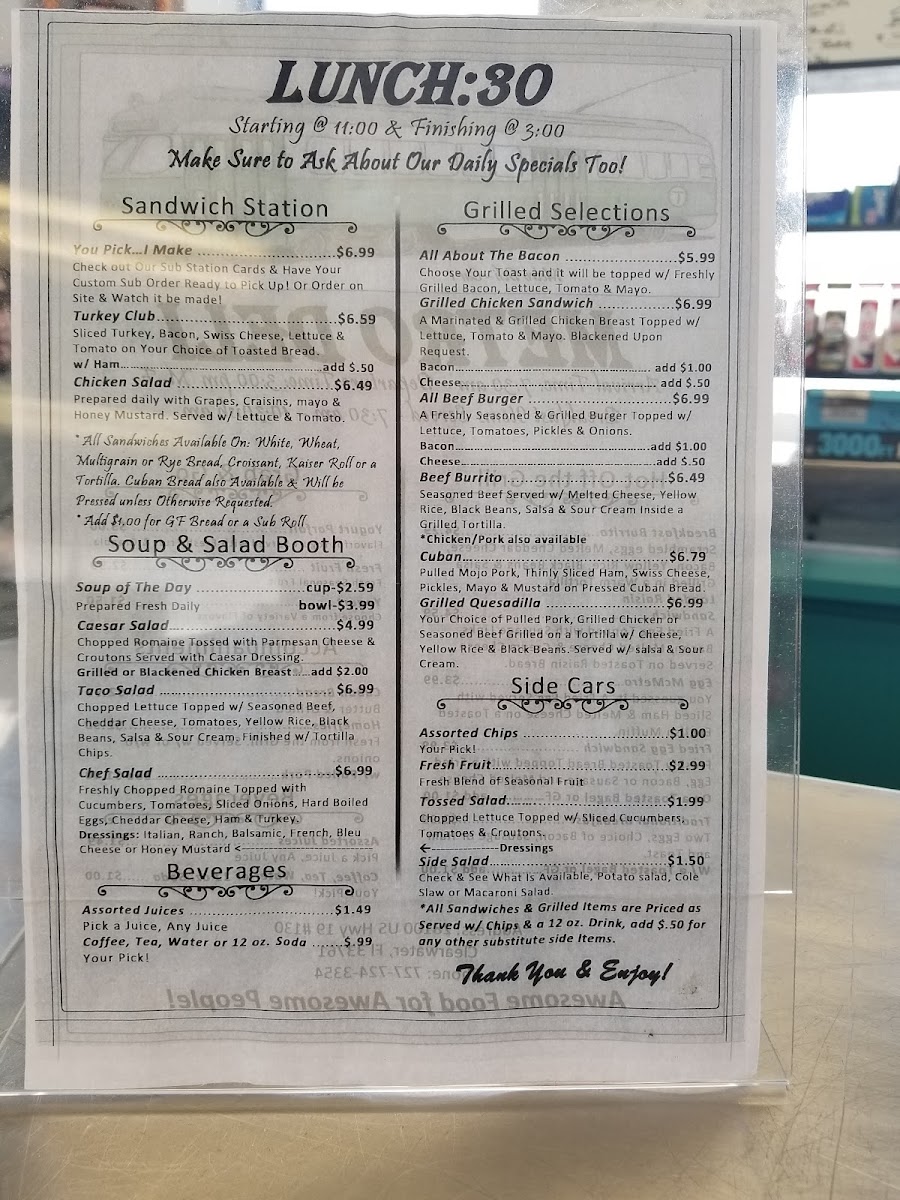 LUNCH:30
Starting @ 11:00 & Finishing @ 3:00
Make Sure to Ask About Our Daily Specials Too!
Sandwich Station
You Pick...I Make ........................$6.99
Check out Our Sub Station Cards & Have Your
Custom Sub Order Ready to Pick Up! Or Order on
Site & Watch it be made!
Turkey Club................................$6.59
Sliced Turkey, Bacon, Swiss Cheese, Lettuce &
Tomato on Your Choice of Toasted Bread.
w/ Ham................................add $.50
Chicken Salad ............................$6.49
Prepared daily with Grapes, Craisins, mayo &
Honey Mustard. Served w/ Lettuce & Tomato.
*All Sandwiches Available On: White, Wheat,
Multigrain or Rye Bread, Croissant, Kaiser Roll or a
Tortilla. Cuban Bread also Available & Will be
Pressed unless Otherwise Requested.
*Add $1.00 for GF Bread or a Sub Roll
Soup & Salad Booth
Soup of The Day ....................cup-$2.59
Prepared Fresh Daily bowl-$3.99
Caesar Salad............................$4.99
Chopped Romaine Tossed with Parmesan Cheese &
Croutons Served with Caesar Dressing.
Grilled or Blackened Chicken Breast.....add $2.00
Taco Salad ................................$6.99
Chopped Lettuce Topped w/ Seasoned Beef,
Cheddar Cheese, Tomatoes, Yellow Rice, Black
Beans, Salsa & Sour Cream. Finished w/ Tortilla
Chips.
Chef Salad ................................$6.99
Freshly Chopped Romaine Topped with
Cucumbers, Tomatoes, Sliced Onions, Hard Boiled
Eggs, Cheddar Cheese, Ham & Turkey.
Dressings: Italian, Ranch, Balsamic, French, Bleu
Cheese or Honey Mustard <--------------------
Beverages
Assorted Juices ..........................$1.49
Pick a Juice, Any Juice
Coffee, Tea, Water or 12 oz. Soda .......$.99
Your Pick!
Grilled Selections
All About The Bacon ....................$5.99
Choose Your Toast and it will be topped w/ Freshly
Grilled Bacon, Lettuce, Tomato & Mayo.
Grilled Chicken Sandwich ...............$6.99
A Marinated & Grilled Chicken Breast Topped w/
Lettuce, Tomato & Mayo. Blackened Upon
Request.
Bacon................................ add $1.00
Cheese............................... add $.50
All Beef Burger ..........................$6.99
A Freshly Seasoned & Grilled Burger Topped w/
Lettuce, Tomatoes, Pickles & Onions.
Bacon................................add $1.00
Cheese...............................add $.50
Beef Burrito ............................$6.49
Seasoned Beef Served w/ Melted Cheese, Yellow
Rice, Black Beans, Salsa & Sour Cream Inside a
Grilled Tortilla.
*Chicken/Pork also available
Cuban....................................$6.79
Pulled Mojo Pork, Thinly Sliced Ham, Swiss Cheese,
Pickles, Mayo & Mustard on Pressed Cuban Bread.
Grilled Quesadilla ......................$6.99
Your Choice of Pulled Pork, Grilled Chicken or
Seasoned Beef Grilled on a Tortilla w/ Cheese,
Yellow Rice & Black Beans. Served w/ salsa & Sour
Cream.
Side Cars
Assorted Chips ..........................$1.00
Your Pick!
Fresh Fruit..............................$2.99
Fresh Blend of Seasonal Fruit
Tossed Salad.............................$1.99
Chopped Lettuce Topped w/ Sliced Cucumbers,
Tomatoes & Croutons.
<---------------Dressings
Side Salad...............................$1.50
Check & See What Is Available, Potato salad, Cole
Slaw or Macaroni Salad.
*All Sandwiches & Grilled Items are Priced as
Served w/ Chips & a 12 oz. Drink, add $.50 for
any other substitute side Items.
Thank You & Enjoy!
3000FT